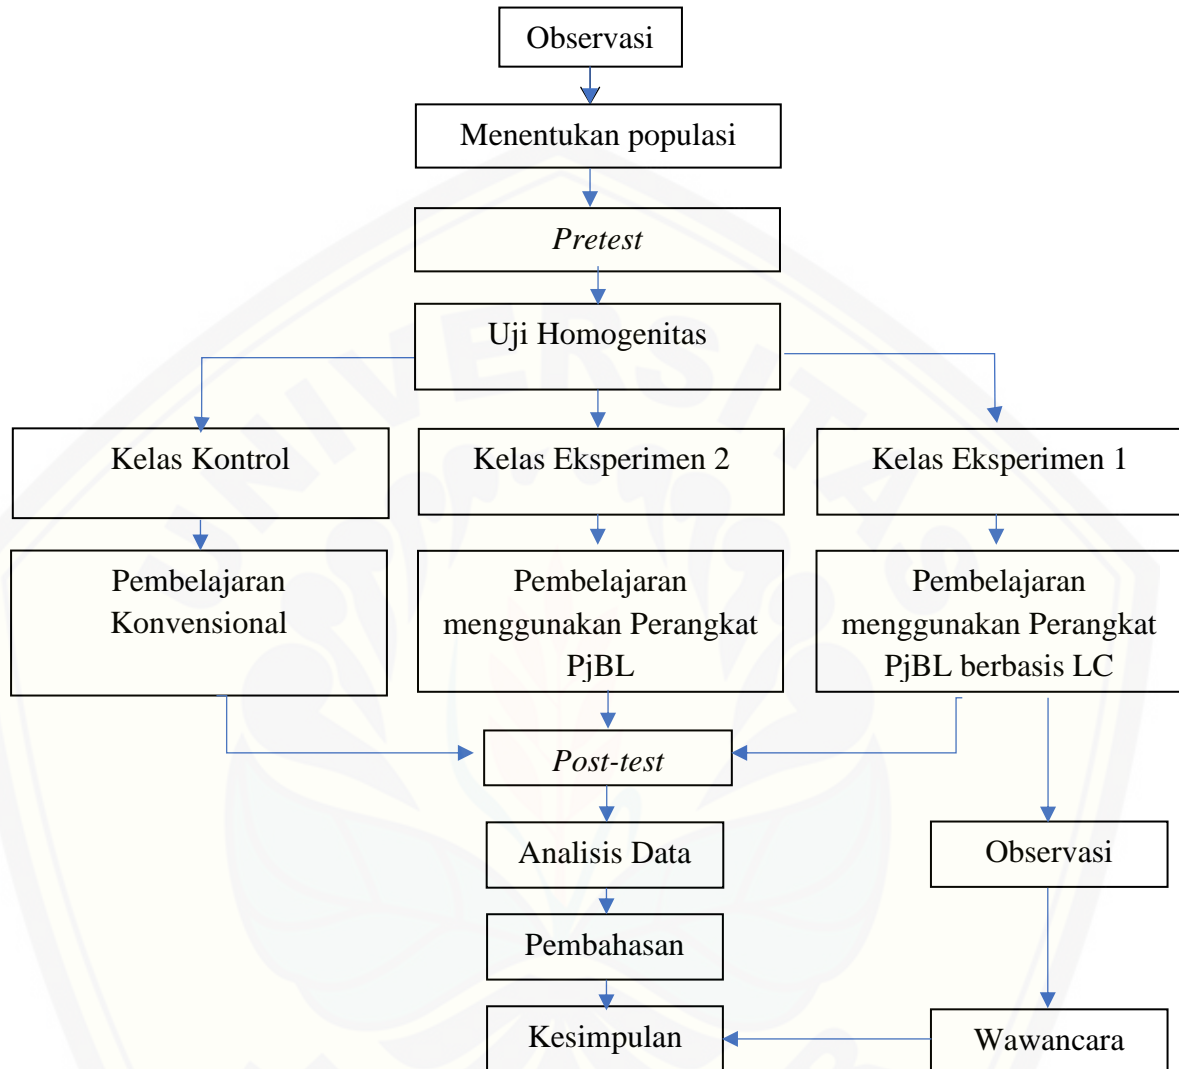 Observasi
Menentukan populasi
Pretest
Uji Homogenitas
Kelas Kontrol
Kelas Eksperimen 2
Kelas Eksperimen 1
Pembelajaran
Konvensional
Pembelajaran
menggunakan Perangkat
PjBL
Pembelajaran
menggunakan Perangkat
PjBL berbasis LC
Post-test
Analisis Data
Observasi
Pembahasan
Kesimpulan
Wawancara
UNIVERSITAS